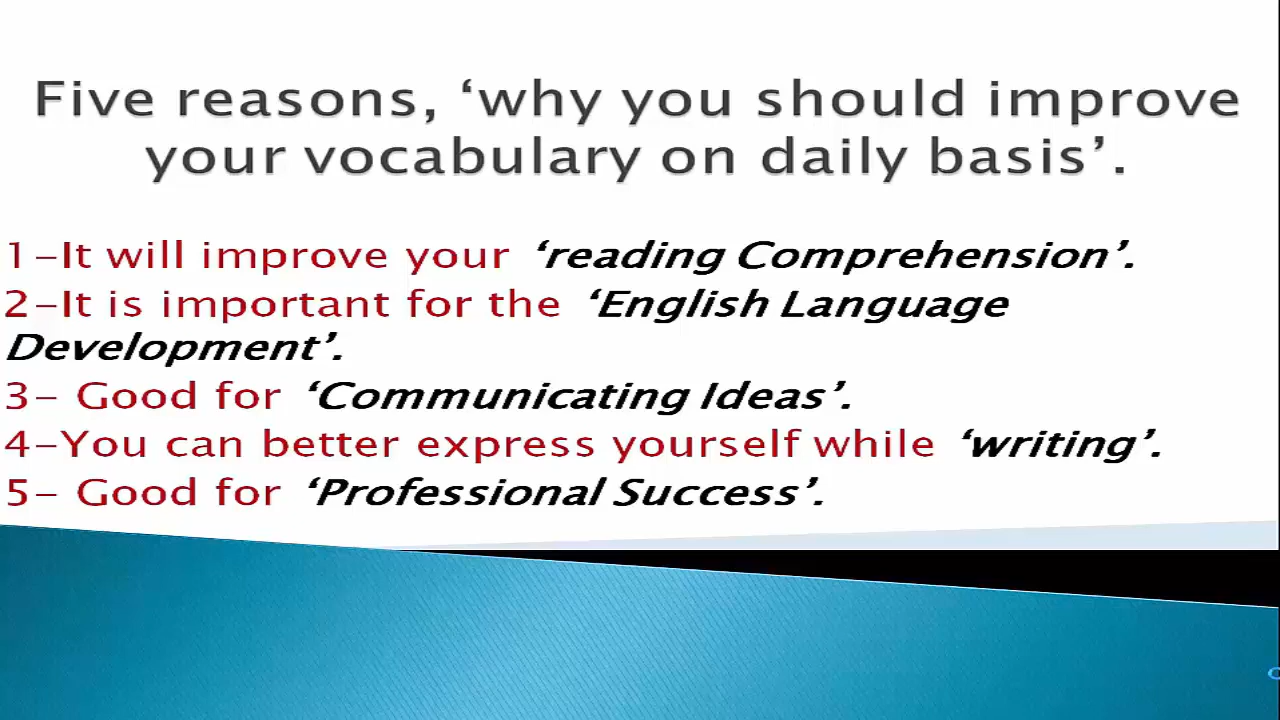 Five reasons, ‘why you should improve
your vocabulary on daily basis’.
1-It will improve your ‘reading Comprehension’.
2-It is important for the ‘English Language
Development’.
3- Good for ‘Communicating Ideas’.
4-You can better express yourself while ‘writing’.
5- Good for ‘Professional Success’.